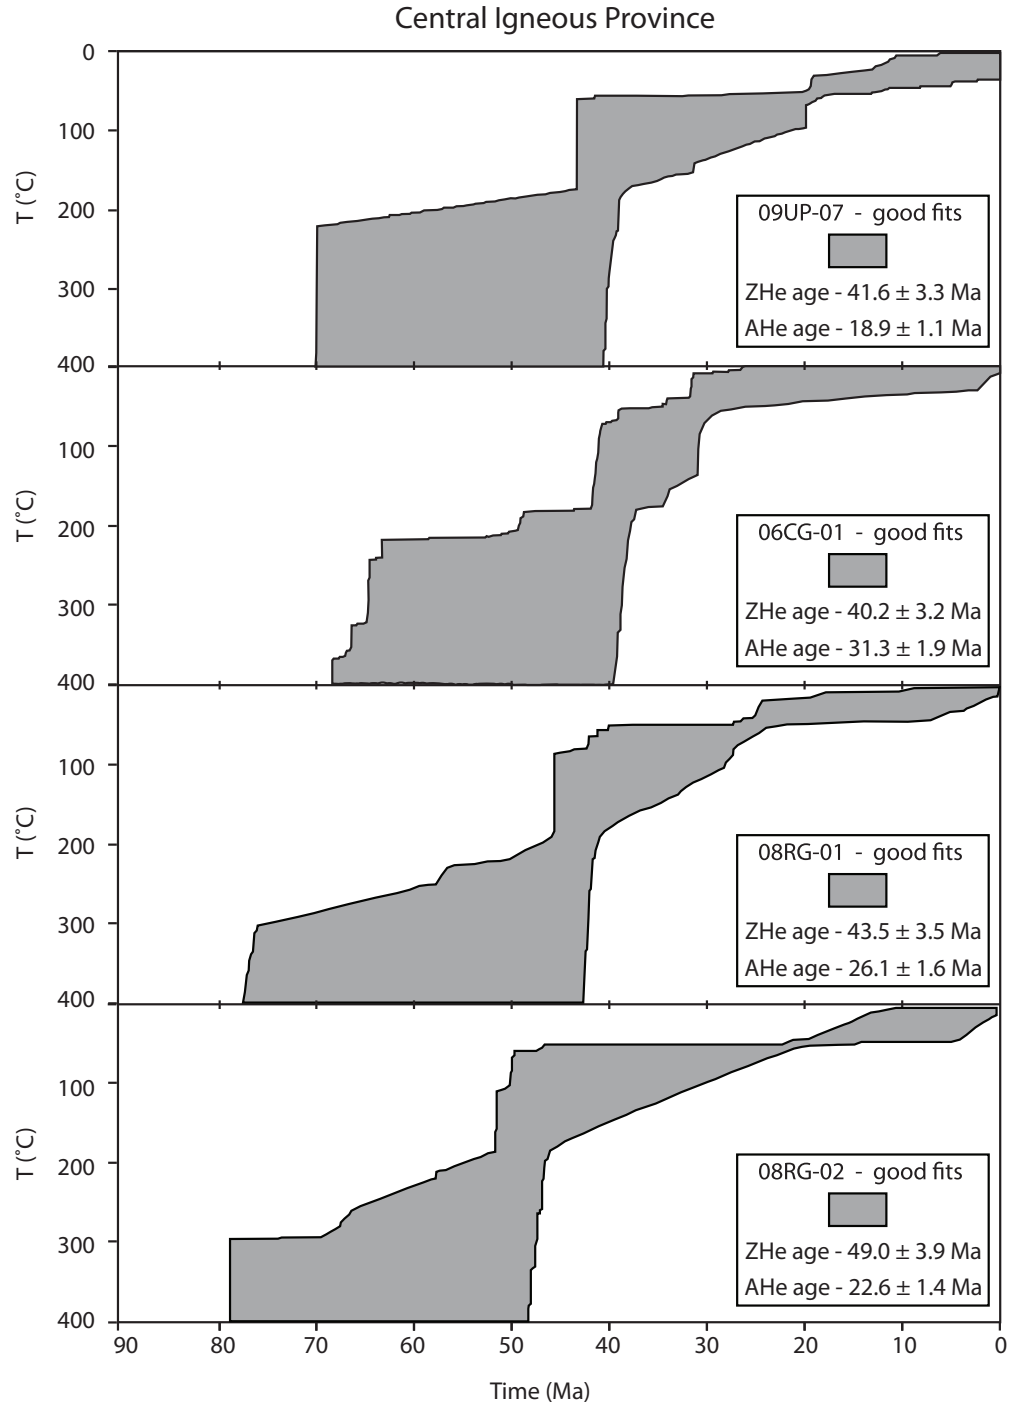 Central Igneous Province
0
100
200
300
400
T (°C)
09UP-07 - good fits
ZHe age - 41.6 ± 3.3 Ma
AHe age - 18.9 ± 1.1 Ma
100
200
300
400
T (°C)
06CG-01 - good fits
ZHe age - 40.2 ± 3.2 Ma
AHe age - 31.3 ± 1.9 Ma
100
200
300
400
T (°C)
08RG-01 - good fits
ZHe age - 43.5 ± 3.5 Ma
AHe age - 26.1 ± 1.6 Ma
100
200
300
400
T (°C)
08RG-02 - good fits
ZHe age - 49.0 ± 3.9 Ma
AHe age - 22.6 ± 1.4 Ma
90 80 70 60 50 40 30 20 10 0
Time (Ma)